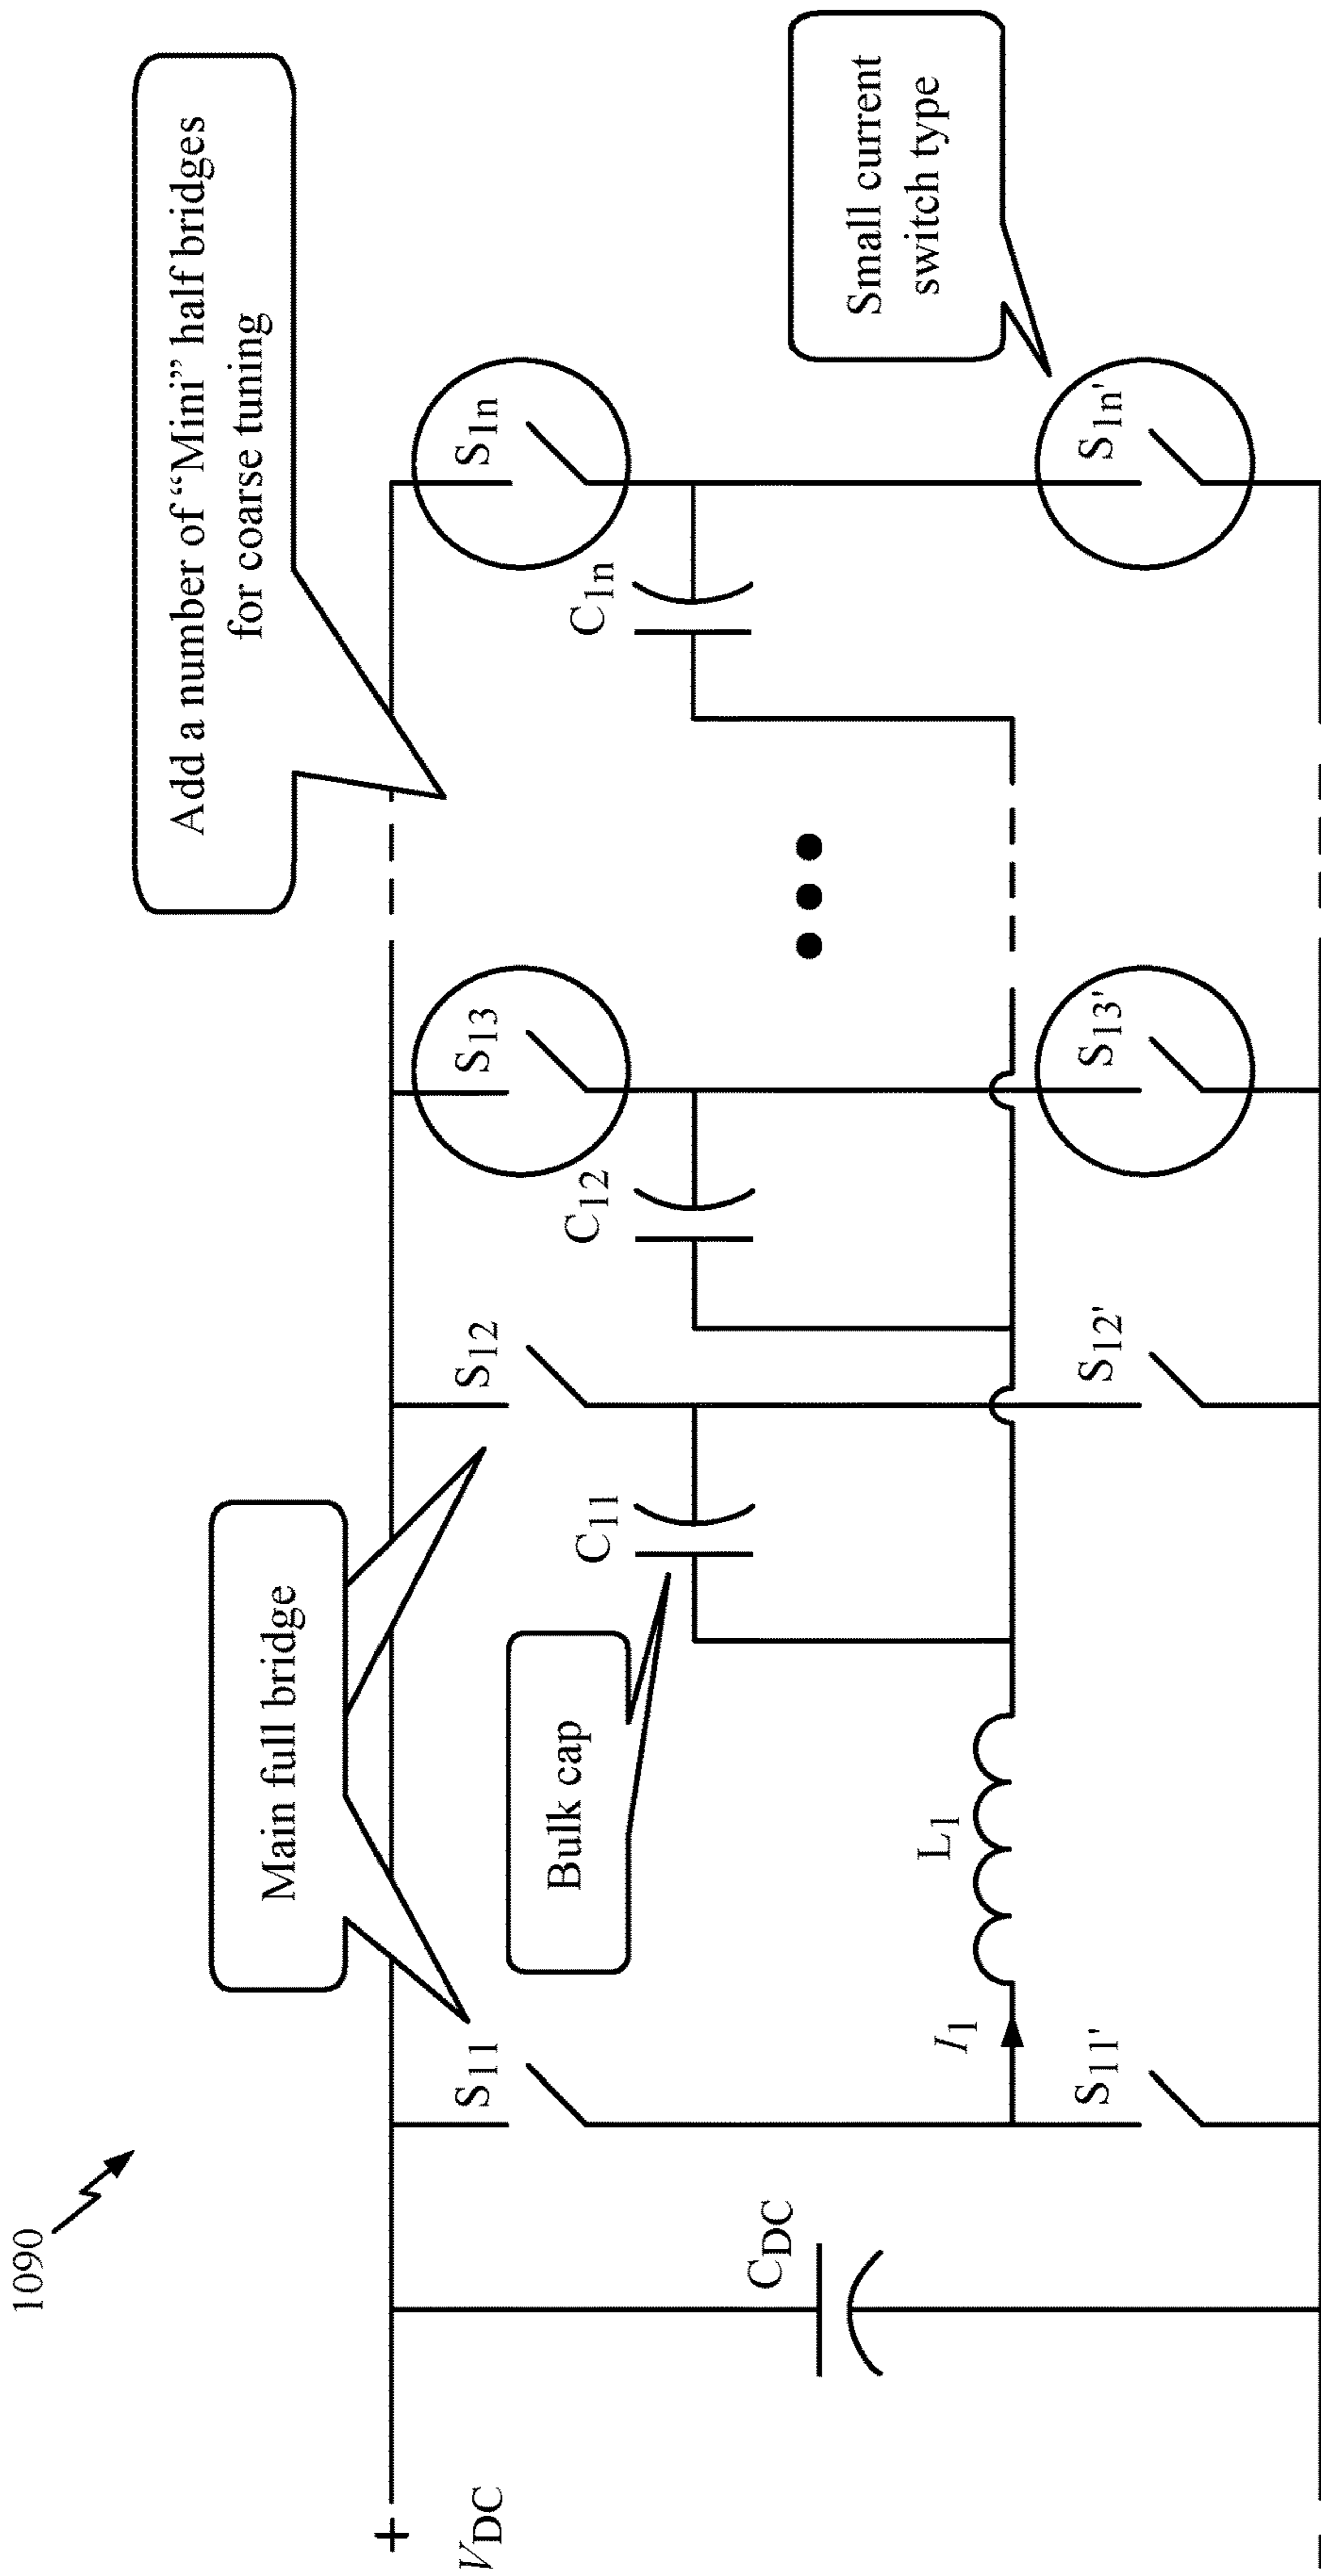 1090
Add a number of “Mini” half bridges
for coarse tuning
Main full bridge
+
VDC
S11
S12
S13
S1n
Bulk cap
C11
C12
C1n
CDC
Small current
switch type
I1
L1
S11'
S12'
S13'
S1n'
-